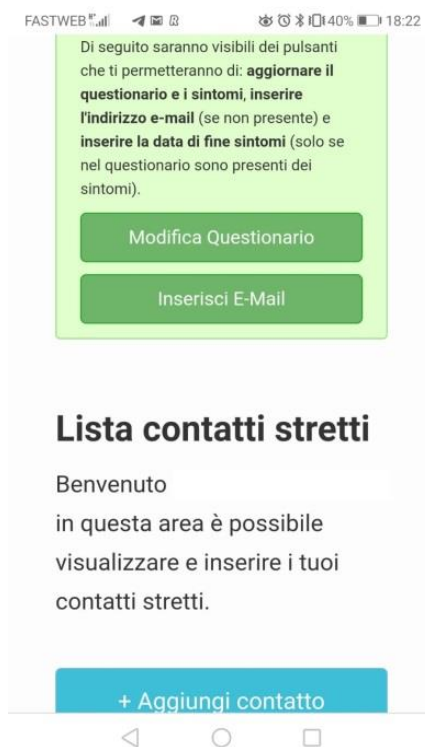 FASTWEB 40% 18:22
Di seguito saranno visibili dei pulsanti
che ti permetteranno di: aggiornare il
questionario e i sintomi, inserire
l'indirizzo e-mail (se non presente) e
inserire la data di fine sintomi (solo se
nel questionario sono presenti dei
sintomi).
Modifica Questionario
Inserisci E-Mail
Lista contatti stretti
Benvenuto
in questa area è possibile
visualizzare e inserire i tuoi
contatti stretti.
+ Aggiungi contatto